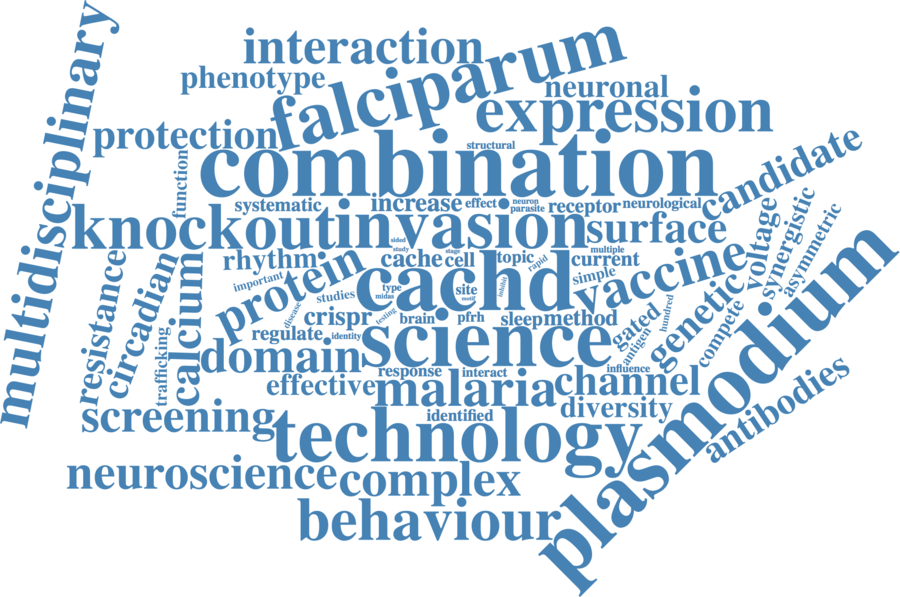 multidisciplinary
interaction
falciparum
phenotype
neuronal
expression
protection
structural
combination
candidate
function
systematic
increase
effect
neuron
parasite
receptor
neurological
knockout
invasion
surface
voltage
synergistic
asymmetric
sided
study
stage
multiple
rhythm
cache
cell
topic
rapid
current
resistance
circadian
calcium
protein
important
cachd
simple
vaccine
studies
type
midas
site
motif
inhibit
disease
crispr
testing
brain
pfrh
sleep
method
gated
hundred
genetic
compete
plasmodium
regulate
identity
science
antigen
trafficking
domain
response
interact
influence
effective
malaria
channel
screening
identified
diversity
antibodies
technology
neuroscience
complex
behaviour